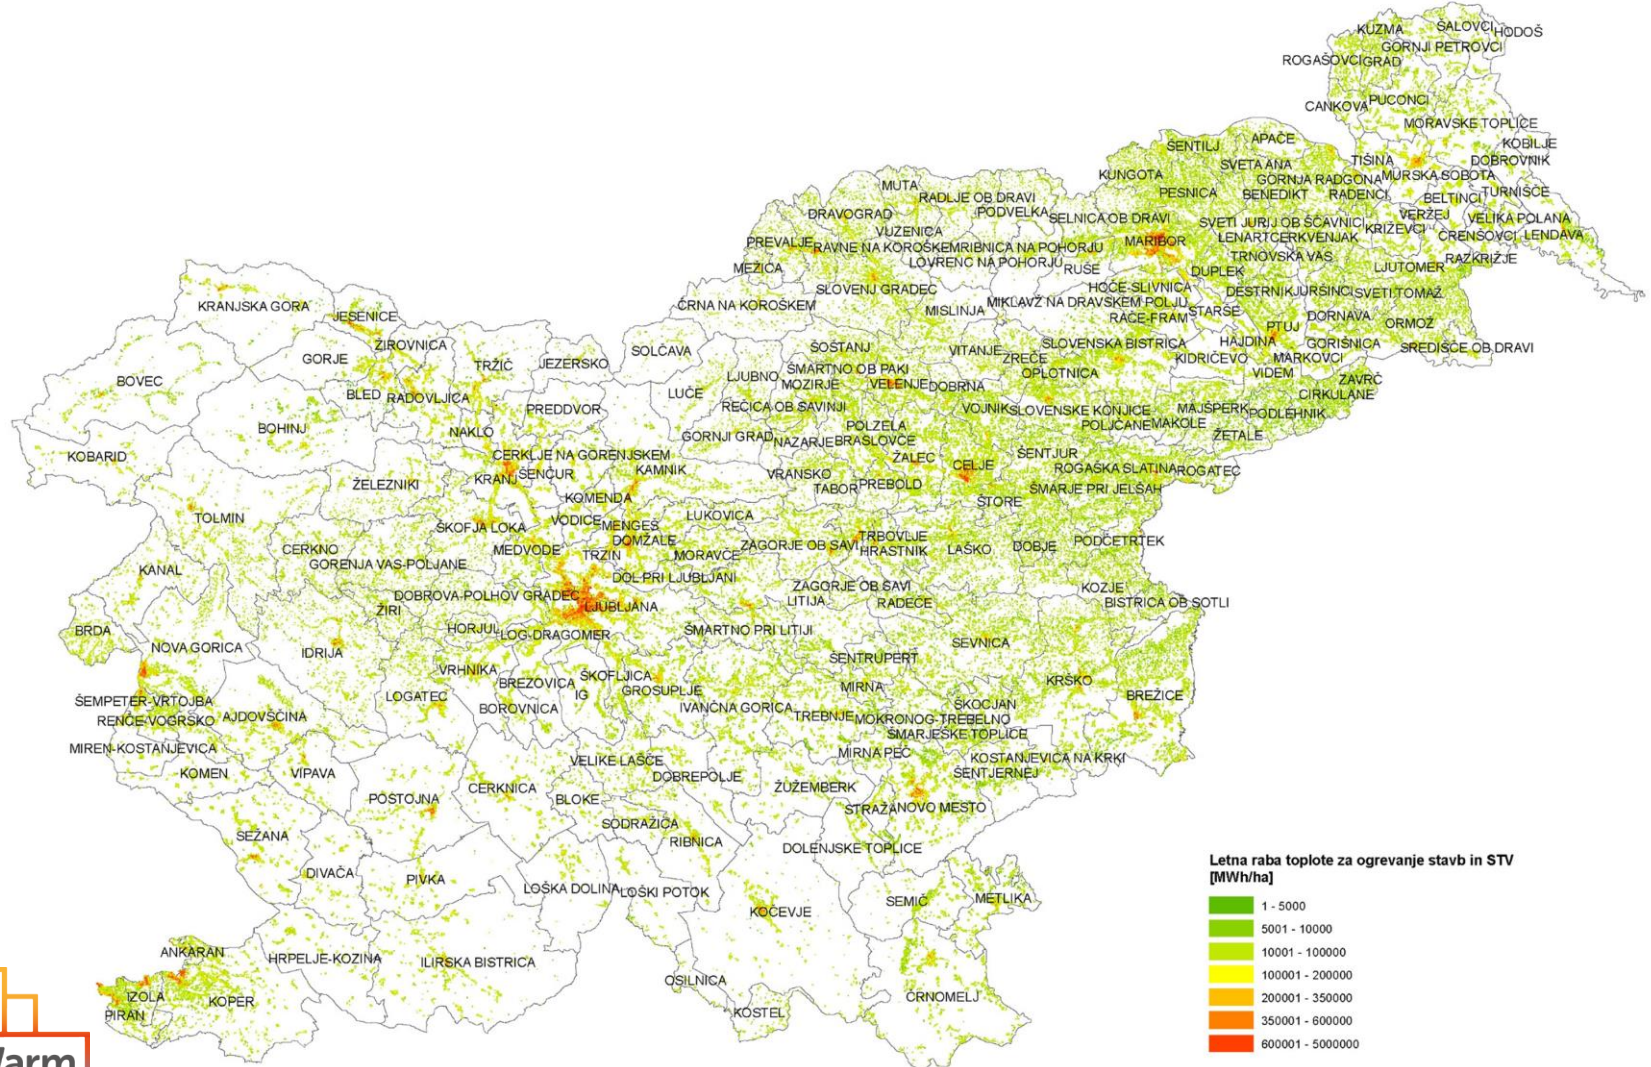 KUZMA
ŠALOVCI
HODOŠ
GORNJI PETROVCI
ROGAŠOVCI
GRAD
CANKOVA
PUCONCI
MORAVSKE TOPLICE
KOBILJE
ŠENTILJ
APAČE
TIŠINA
DOBROVNIK
SVETA ANA
KUNGOTA
GORNJA RADGONA
MURSKA SOBOTA
MUTA
PESNICA
BENEDIKT
RADENCI
TURNIŠČE
RADLJE OB DRAVI
BELTINCI
DRAVOGRAD
PODVELKA
SELNICA OB DRAVI
SVETI JURIJ OB ŠČAVNICI
VERŽEJ
VELIKA POLANA
VUZENICA
KRIŽEVCI
ČRENŠOVCI
LENDAVA
PREVALJE
RAVNE NA KOROŠKEM
RIBNICA NA POHORJU
MARIBOR
LENART
CERKVENJAK
LOVRENC NA POHORJU
TRNOVSKA VAS
RAZKRIŽJE
MEŽICA
RUŠE
DUPLEK
LJUTOMER
SLOVENJ GRADEC
HOČE-SLIVNICA
DESTRNIK
JURŠINCI
SVETI TOMAŽ
KRANJSKA GORA
ČRNA NA KOROŠKEM
MISLINJA
MIKLAVŽ NA DRAVSKEM POLJU
STARŠE
JESENICE
RAČE-FRAM
DORNAVA
ORMOŽ
PTUJ
ŽIROVNICA
ŠOŠTANJ
VITANJE
SLOVENSKA BISTRICA
HAJDINA
GORIŠNICA
SREDIŠČE OB DRAVI
SOLČAVA
GORJE
TRŽIČ
JEZERSKO
ZREČE
KIDRIČEVO
MARKOVCI
ŠMARTNO OB PAKI
OPLOTNICA
VIDEM
BOVEC
LJUBNO
MOZIRJE
VELENJE
DOBRNA
ZAVRČ
BLED
RADOVLJICA
LUČE
CIRKULANE
PREDDVOR
REČICA OB SAVINJI
VOJNIK
SLOVENSKE KONJICE
MAJŠPERK
PODLEHNIK
BOHINJ
NAKLO
POLZELA
POLJČANE
MAKOLE
GORNJI GRAD
NAZARJE
BRASLOVČE
ŽETALE
KOBARID
CERKLJE NA GORENJSKEM
ŽALEC
CELJE
ŠENTJUR
KRANJ
ŠENČUR
KAMNIK
VRANSKO
ROGAŠKA SLATINA
ROGATEC
ŽELEZNIKI
TABOR
PREBOLD
ŠMARJE PRI JELŠAH
KOMENDA
ŠTORE
TOLMIN
ŠKOFJA LOKA
VODICE
MENGEŠ
LUKOVICA
DOMŽALE
TRBOVLJE
PODČETRTEK
CERKNO
MEDVODE
TRZIN
MORAVČE
ZAGORJE OB SAVI
HRASTNIK
LAŠKO
DOBJE
GORENJA VAS-POLJANE
KANAL
DOL PRI LJUBLJANI
ZAGORJE OB SAVI
KOZJE
DOBROVA-POLHOV GRADEC
LITIJA
RADEČE
BISTRICA OB SOTLI
ŽIRI
LJUBLJANA
BRDA
HORJUL
LOG-DRAGOMER
ŠMARTNO PRI LITIJI
NOVA GORICA
IDRIJA
SEVNICA
VRHNIKA
ŠENTRUPERT
BREZOVICA
ŠKOFLJICA
KRŠKO
LOGATEC
IG
GROSUPLJE
MIRNA
BREŽICE
ŠEMPETER-VRTOJBA
BOROVNICA
IVANČNA GORICA
ŠKOCJAN
RENČE-VOGRSKO
AJDOVŠČINA
TREBNJE
MOKRONOG-TREBELNO
ŠMARJEŠKE TOPLICE
MIREN-KOSTANJEVICA
MIRNA PEČ
KOSTANJEVICA NA KRKI
KOMEN
VIPAVA
VELIKE LAŠČE
ŠENTJERNEJ
DOBREPOLJE
POSTOJNA
CERKNICA
ŽUŽEMBERK
BLOKE
STRAŽA
NOVO MESTO
SODRAŽICA
SEŽANA
RIBNICA
DOLENJSKE TOPLICE
DIVAČA
PIVKA
LOŠKA DOLINA
LOŠKI POTOK
SEMIČ
METLIKA
KOČEVJE
ANKARAN
HRPELJE-KOZINA
ILIRSKA BISTRICA
OSILNICA
IZOLA
KOPER
ČRNOMELJ
PIRAN
KOSTEL
Letna raba toplote za ogrevanje stavb in STV
[MWh/ha]
1 - 5000
5001 - 10000
10001 - 100000
100001 - 200000
200001 - 350000
350001 - 600000
600001 - 5000000